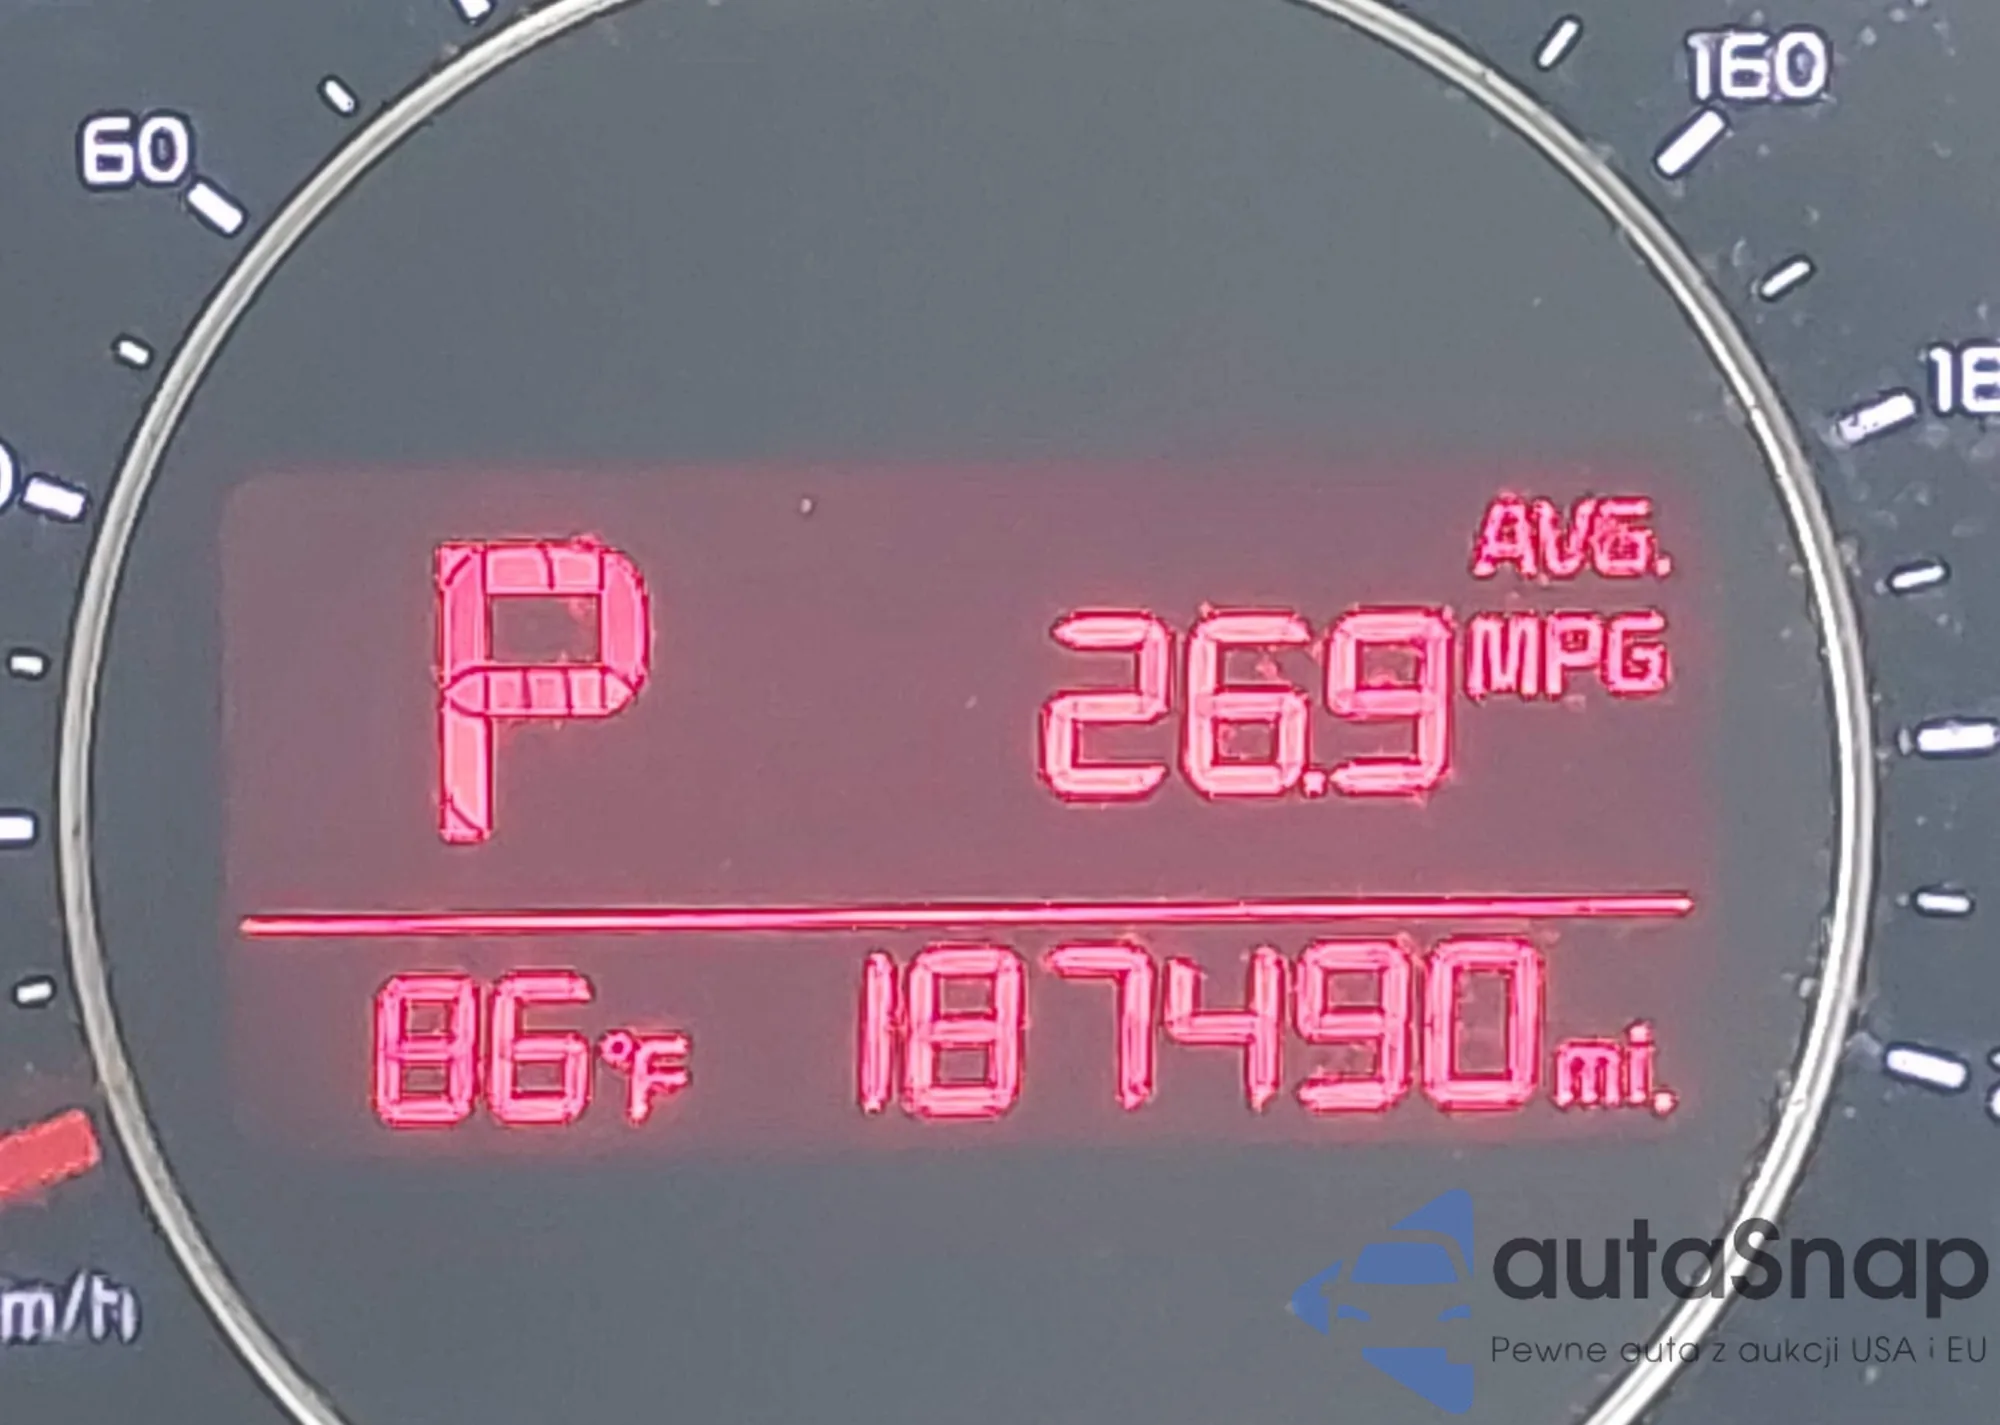 160
60
AVG.
P
26.9 MPG
86°F
187490 mi.
autaSnap
Pewne auta z aukcji USA i EU